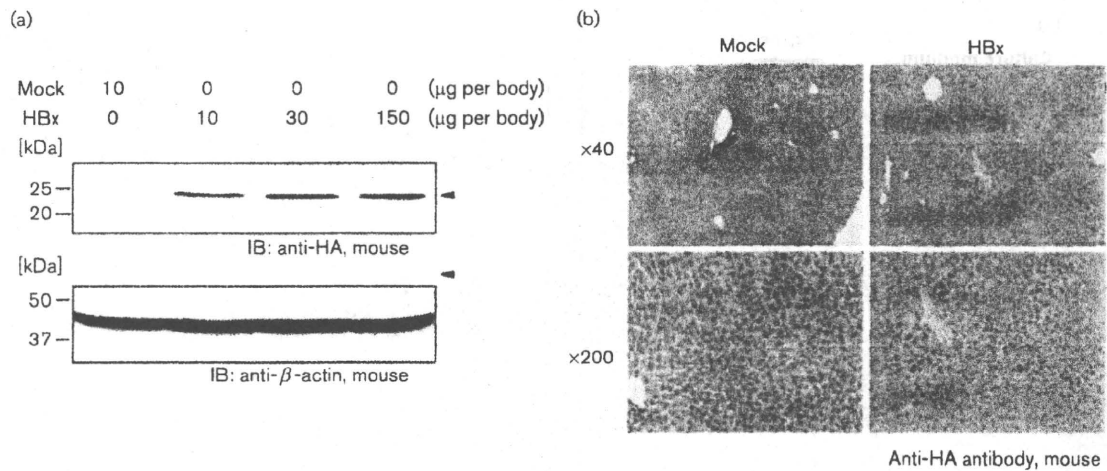 (a)
Mock 10 0 0 0 (μg per body)
HBx 0 10 30 150 (μg per body)
[kDa]
25
20
IB: anti-HA, mouse
[kDa]
50
37
IB: anti-β-actin, mouse
(b)
Mock HBx
×40
×200
Anti-HA antibody, mouse